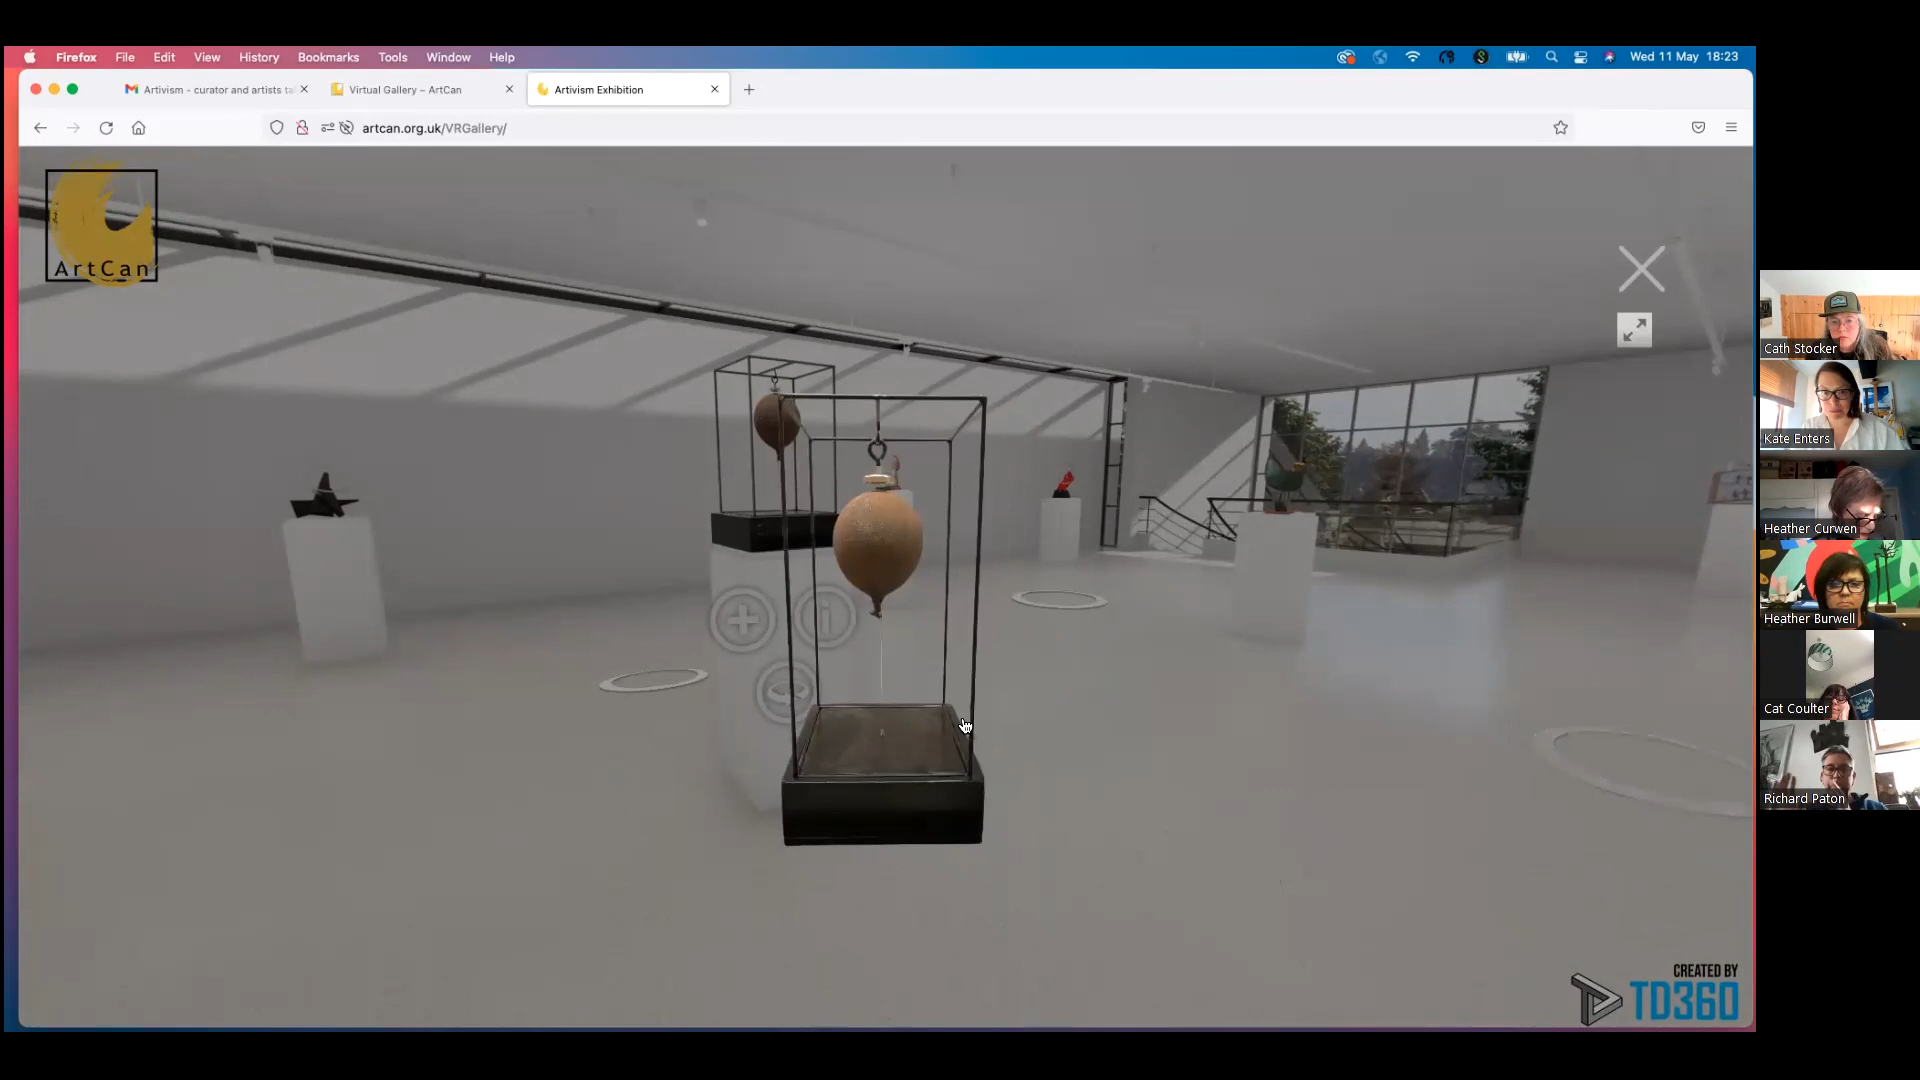 Firefox File Edit View History Bookmarks Tools Window Help Wed 11 May 18:23
Artivism - curator and artists ta Virtual Gallery – ArtCan Artivism Exhibition
artcan.org.uk/VRGallery/
ArtCan
Cath Stocker
Kate Enters
Heather Curwen
Heather Burwell
Cat Coulter
Richard Paton
CREATED BY
TD360